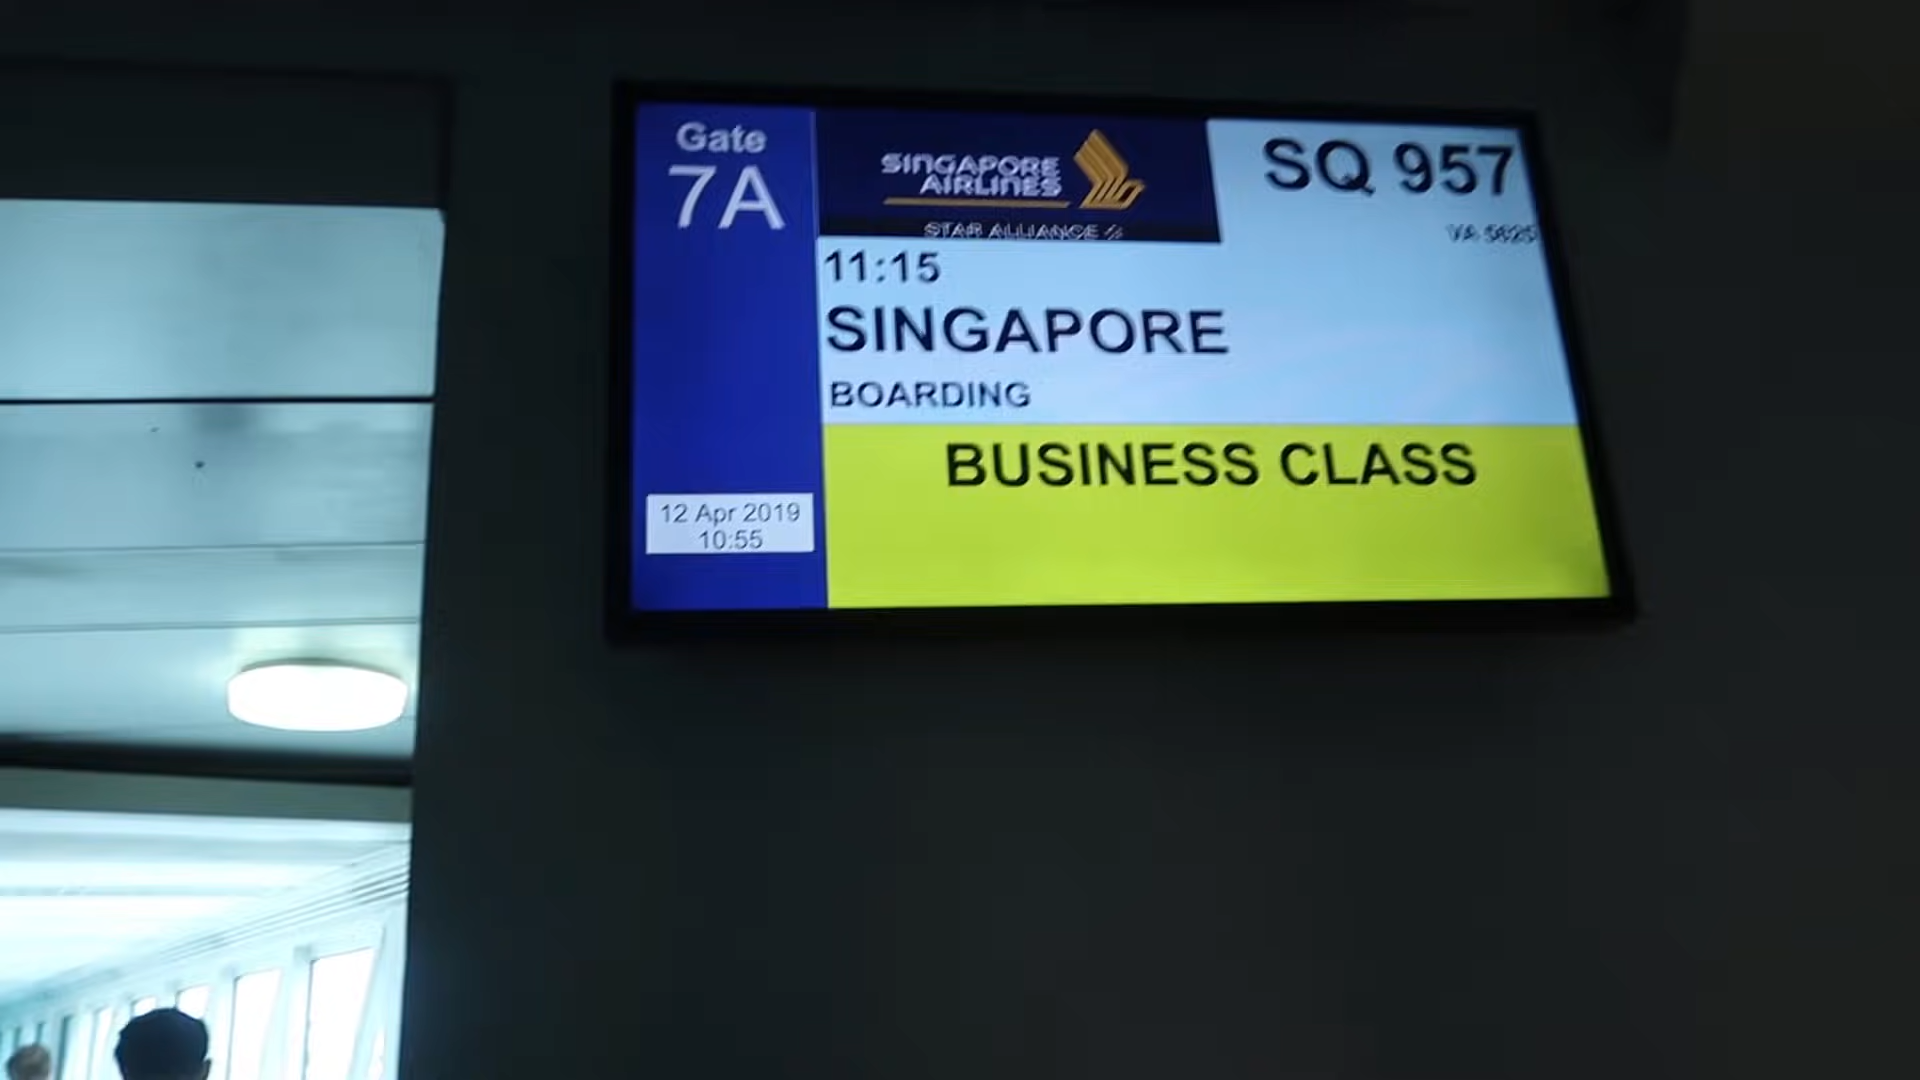 Gate
7A
SINGAPORE
AIRLINES
STAR ALLIANCE
SQ 957
11:15
SINGAPORE
BOARDING
BUSINESS CLASS
12 Apr 2019
10:55